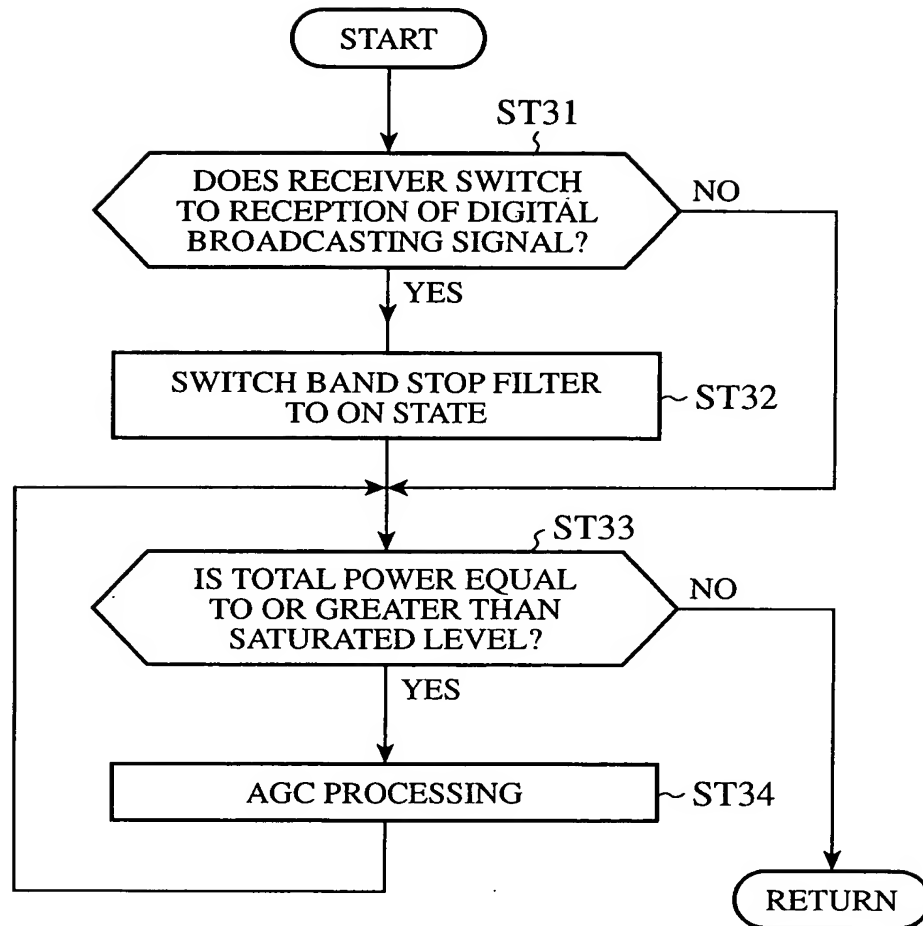 START
ST31
DOES RECEIVER SWITCH
TO RECEPTION OF DIGITAL
BROADCASTING SIGNAL?
NO
YES
SWITCH BAND STOP FILTER
TO ON STATE
ST32
ST33
IS TOTAL POWER EQUAL
TO OR GREATER THAN
SATURATED LEVEL?
NO
YES
AGC PROCESSING
ST34
RETURN